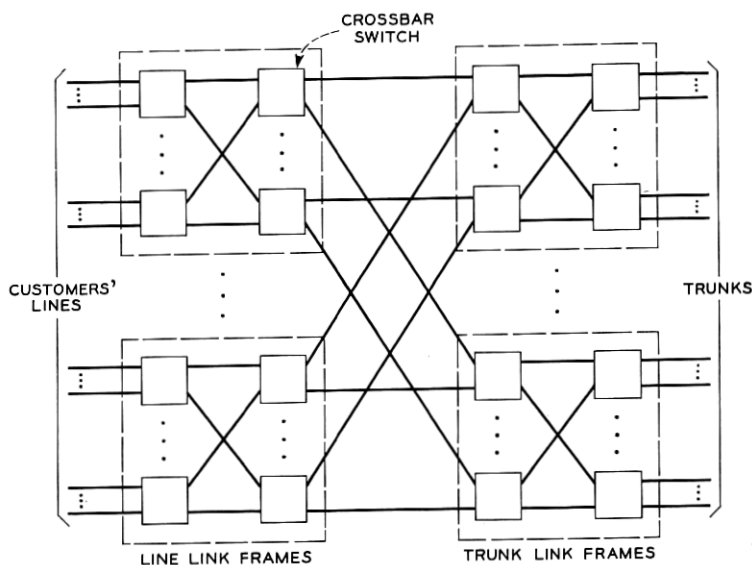 CROSSBAR
SWITCH
CUSTOMERS'
LINES
TRUNKS
LINE LINK FRAMES
TRUNK LINK FRAMES